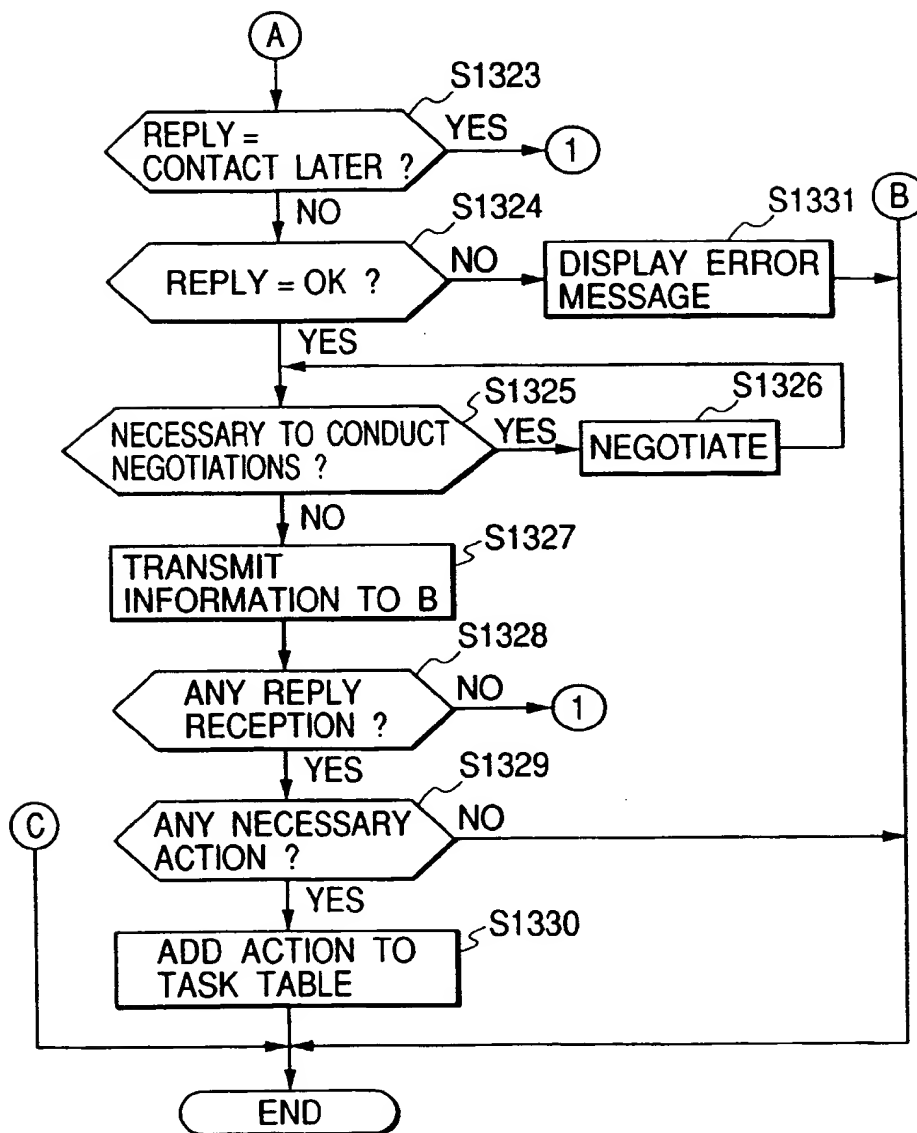 A
S1323
REPLY =
CONTACT LATER ?
YES
1
NO
B
S1324
REPLY = OK ?
NO
S1331
DISPLAY ERROR
MESSAGE
YES
S1325
NECESSARY TO CONDUCT
NEGOTIATIONS ?
YES
S1326
NEGOTIATE
NO
S1327
TRANSMIT
INFORMATION TO B
S1328
ANY REPLY
RECEPTION ?
NO
1
YES
S1329
C
ANY NECESSARY
ACTION ?
NO
YES
S1330
ADD ACTION TO
TASK TABLE
END